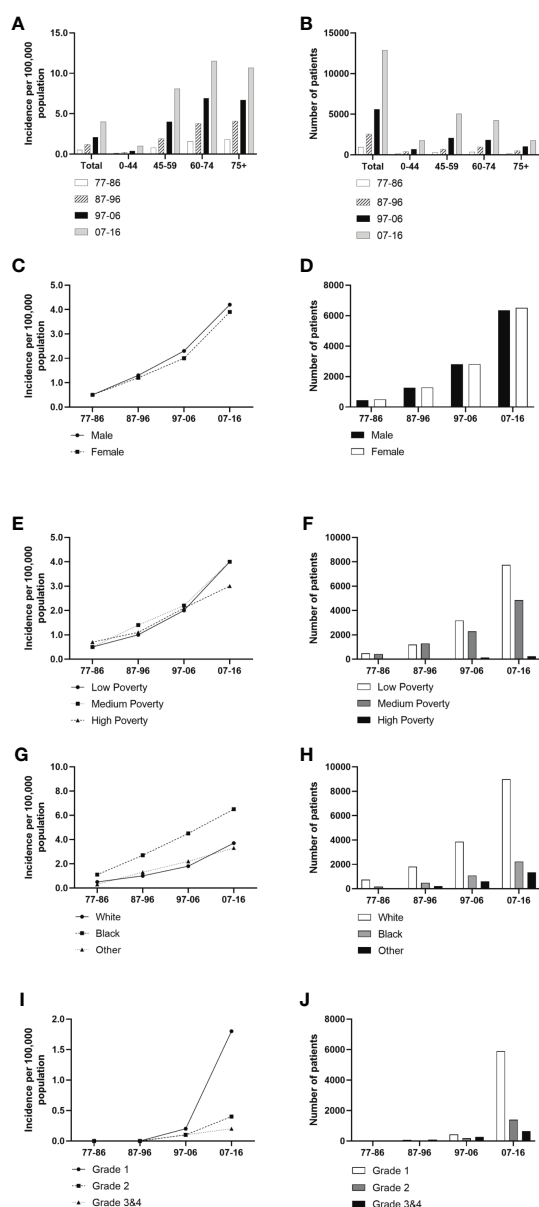 A
Incidence per 100,000
population
15.0
10.0
5.0
0.0
Total
0-44
45-59
60-74
75+
77-86
87-96
97-06
07-16
B
Number of patients
15000
10000
5000
0
Total
0-44
45-59
60-74
75+
77-86
87-96
97-06
07-16
C
Incidence per 100,000
population
5.0
4.0
3.0
2.0
1.0
0.0
77-86
87-96
97-06
07-16
Male
Female
D
Number of patients
8000
6000
4000
2000
0
77-86
87-96
97-06
07-16
Male
Female
E
Incidence per 100,000
population
5.0
4.0
3.0
2.0
1.0
0.0
77-86
87-96
97-06
07-16
Low Poverty
Medium Poverty
High Poverty
F
Number of patients
10000
8000
6000
4000
2000
0
77-86
87-96
97-06
07-16
Low Poverty
Medium Poverty
High Poverty
G
Incidence per 100,000
population
10.0
8.0
6.0
4.0
2.0
0.0
77-86
87-96
97-06
07-16
White
Black
Other
H
Number of patients
10000
8000
6000
4000
2000
0
77-86
87-96
97-06
07-16
White
Black
Other
I
Incidence per 100,000
population
2.0
1.5
1.0
0.5
0.0
77-86
87-96
97-06
07-16
Grade 1
Grade 2
Grade 3&4
J
Number of patients
8000
6000
4000
2000
0
77-86
87-96
97-06
07-16
Grade 1
Grade 2
Grade 3&4